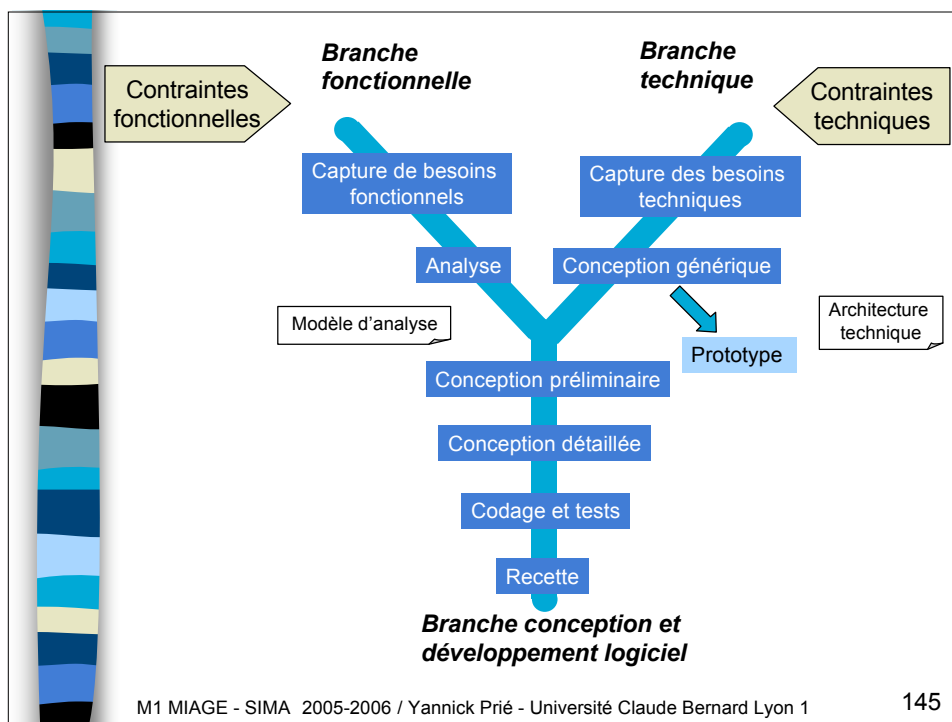 Branche
fonctionnelle
Branche
technique
Contraintes
fonctionnelles
Contraintes
techniques
Capture de besoins
fonctionnels
Capture des besoins
techniques
Analyse
Conception générique
Modèle d'analyse
Architecture
technique
Prototype
Conception préliminaire
Conception détaillée
Codage et tests
Recette
Branche conception et
développement logiciel
M1 MIAGE - SIMA 2005-2006 / Yannick Prié - Université Claude Bernard Lyon 1
145